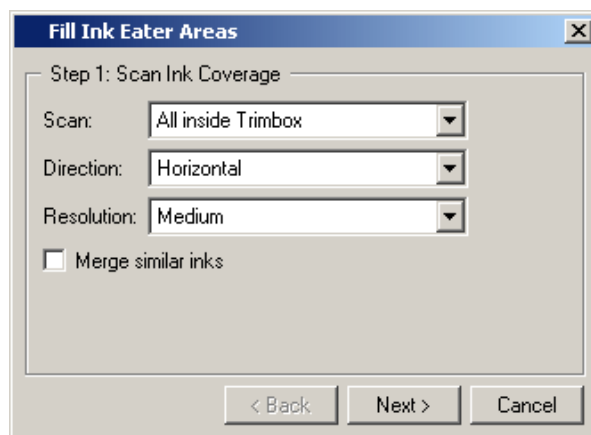 Fill Ink Eater Areas
Step 1: Scan Ink Coverage
Scan: All inside Trimbox
Direction: Horizontal
Resolution: Medium
Merge similar inks
< Back Next > Cancel